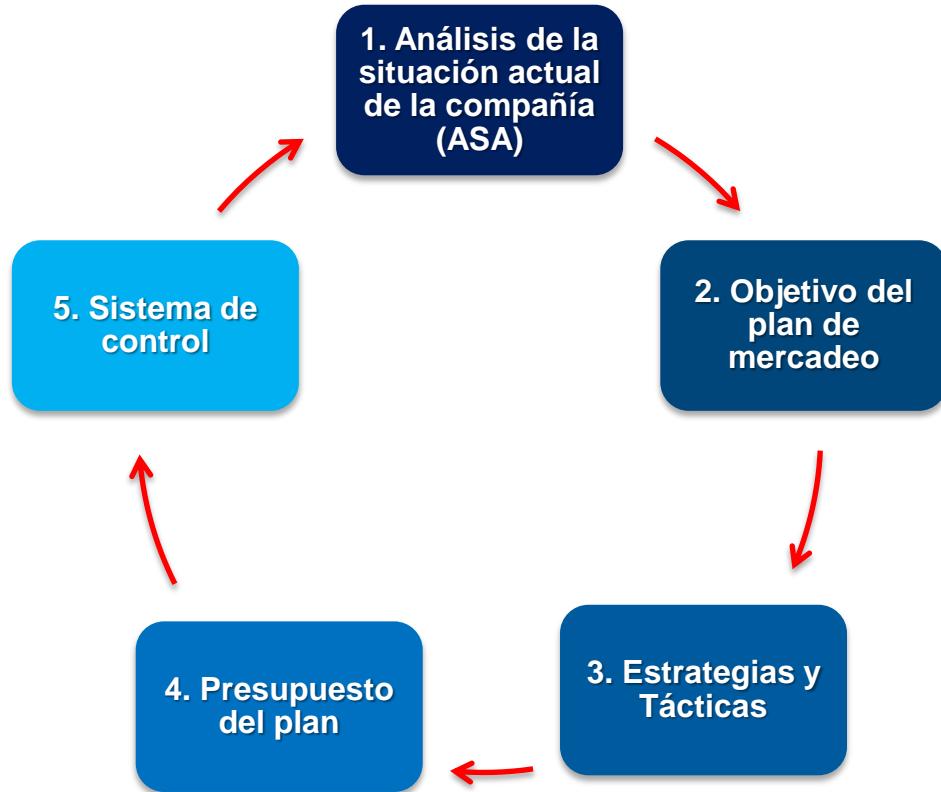 1. Análisis de la
situación actual
de la compañía
(ASA)
2. Objetivo del
plan de
mercadeo
3. Estrategias y
Tácticas
4. Presupuesto
del plan
5. Sistema de
control